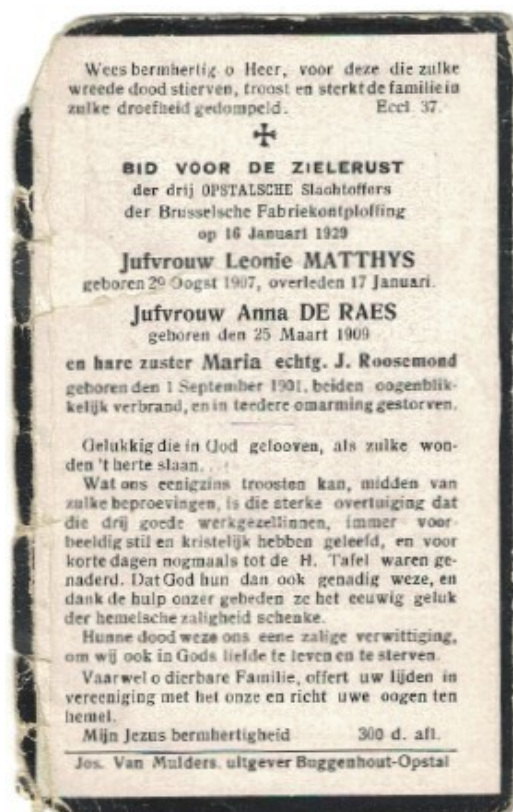 Wees bermhertig o Heer, voor deze die zulke
wreede dood stierven, troost en sterkt de familie in
zulke droefheid gedompeld. Eccl 37.
BID VOOR DE ZIELERUST
der drij OPSTALSCHE Slachtoffers
der Brusselsche Fabriekontploffing
op 16 Januari 1929
Jufvrouw Leonie MATTHYS
geboren 29 Oogst 1907, overleden 17 Januari.
Jufvrouw Anna DE RAES
geboren den 25 Maart 1909
en hare zuster Maria echtg. J. Roosemond
geboren den 1 September 1901, beiden oogenblik-
kelijk verbrand, en in teedere omarming gestorven.
Gelukkig die in God gelooven, als zulke won-
den 't herte slaan...
Wat ons eenigzins troosten kan, midden van
zulke beproevingen, is die sterke overtuiging dat
die drij goede werkgezellinnen, immer voor-
beeldig stil en kristelijk hebben geleefd, en voor
korte dagen nogmaals tot de H. Tafel waren ge-
naderd. Dat God hun dan ook genadig weze, en
dank de hulp onzer gebeden ze het eeuwig geluk
der hemelsche zaligheid schenke.
Hunne dood weze ons eene zalige verwittiging,
om wij ook in Gods liefde te leven en te sterven.
Vaarwel o dierbare Familie, offert uw lijden in
vereeniging met het onze en richt uwe oogen ten
hemel.
Mijn Jezus bermhertigheid 300 d. afl.
Jos. Van Mulders, uitgever Buggenhout-Opstal